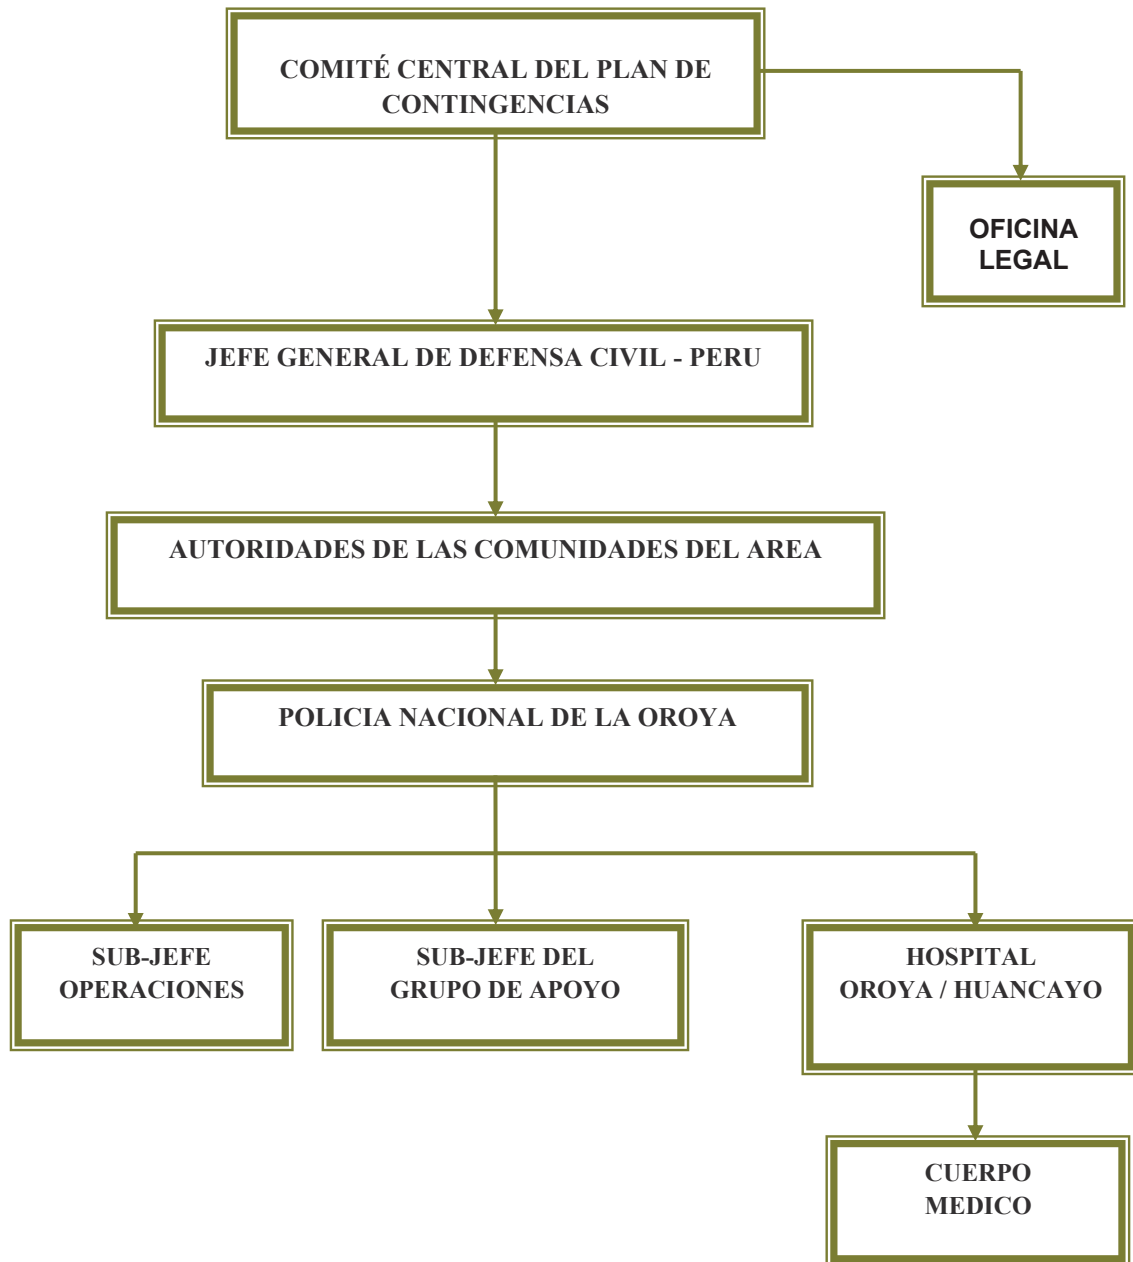 COMITÉ CENTRAL DEL PLAN DE
CONTINGENCIAS
OFICINA
LEGAL
JEFE GENERAL DE DEFENSA CIVIL - PERU
AUTORIDADES DE LAS COMUNIDADES DEL AREA
POLICIA NACIONAL DE LA OROYA
SUB-JEFE
OPERACIONES
SUB-JEFE DEL
GRUPO DE APOYO
HOSPITAL
OROYA / HUANCAYO
CUERPO
MEDICO